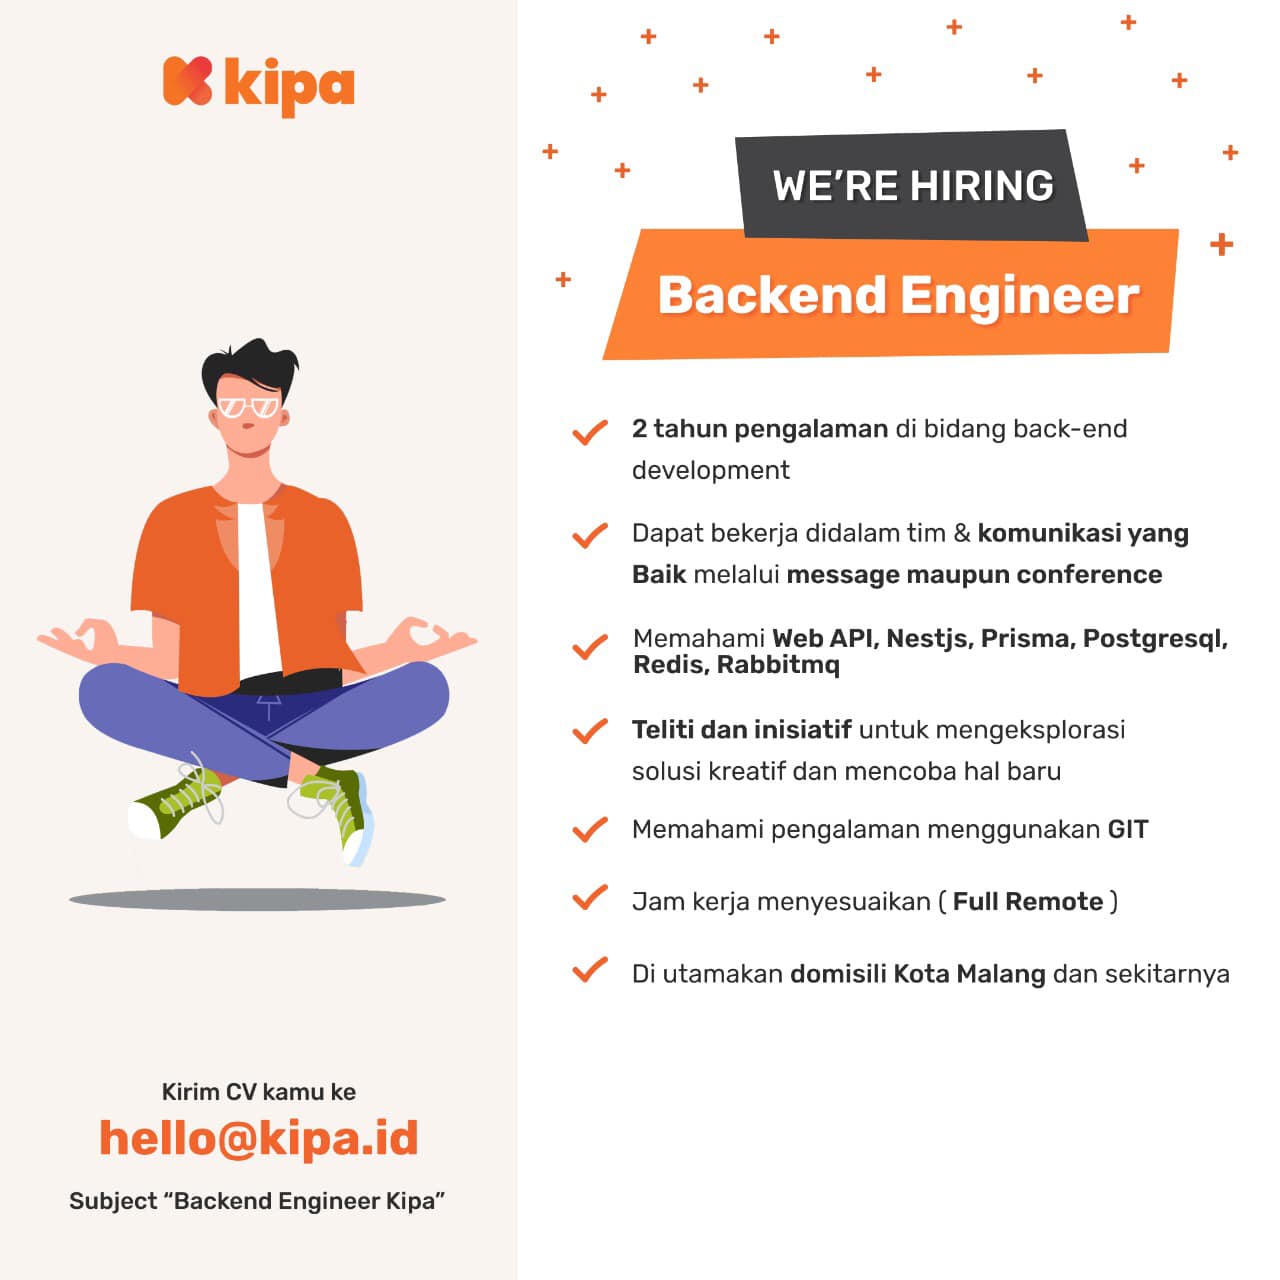 kipa
WE’RE HIRING
Backend Engineer
2 tahun pengalaman di bidang back-end
development
Dapat bekerja didalam tim & komunikasi yang
Baik melalui message maupun conference
Memahami Web API, Nestjs, Prisma, Postgresql,
Redis, Rabbitmq
Teliti dan inisiatif untuk mengeksplorasi
solusi kreatif dan mencoba hal baru
Memahami pengalaman menggunakan GIT
Jam kerja menyesuaikan ( Full Remote )
Di utamakan domisili Kota Malang dan sekitarnya
Kirim CV kamu ke
hello@kipa.id
Subject “Backend Engineer Kipa”